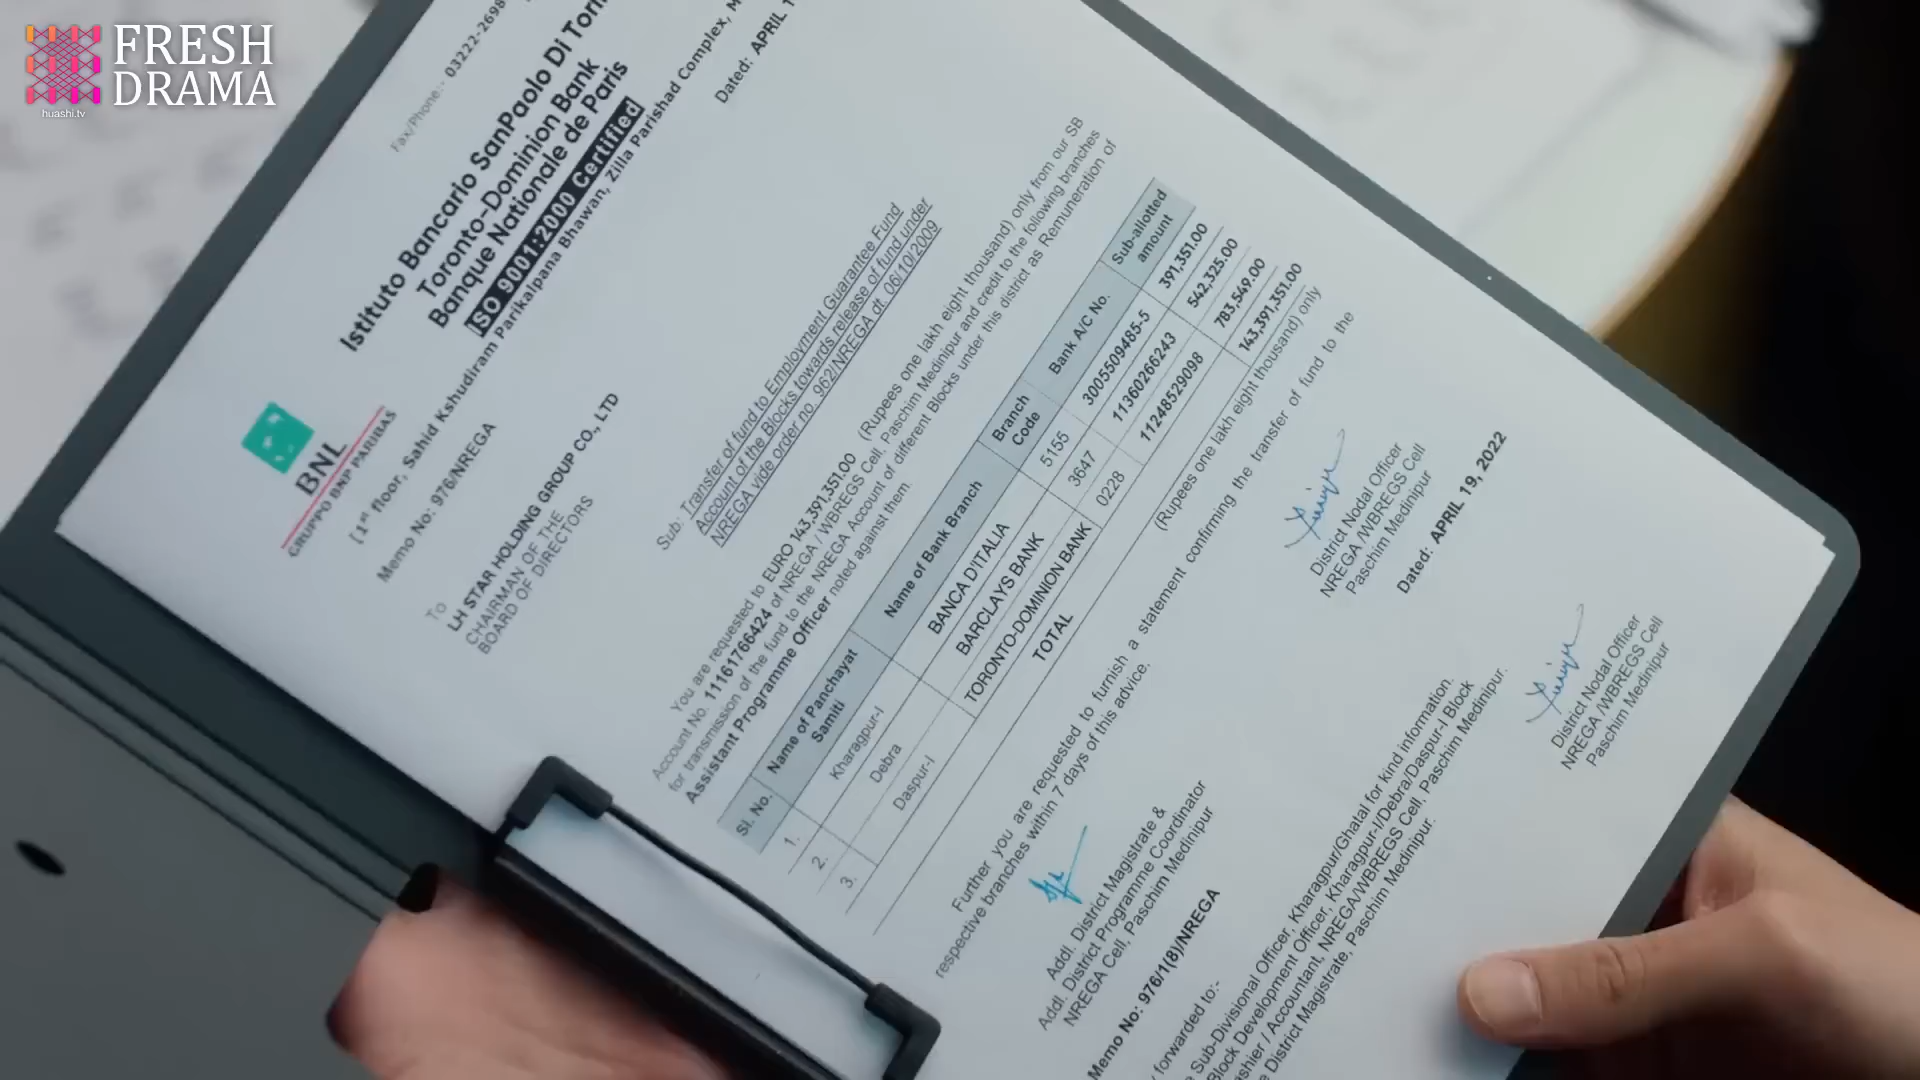 FRESH
DRAMA
huashi.tv
Fax/Phone:- 03222-2698
Istituto Bancario SanPaolo Di Torin
Toronto-Dominion Bank
Banque Nationale de Paris
ISO 9001:2000 Certified
BNL
GRUPPO BNP PARIBAS
(1st floor, Sahid Kshudiram Parikalpana Bhawan, Zilla Parishad Complex, M
Memo No: 976/NREGA
Dated: APRIL 1
To
LH STAR HOLDING GROUP CO., LTD
CHAIRMAN OF THE
BOARD OF DIRECTORS
Sub: Transfer of fund to Employment Guarantee Fund
Account of the Blocks towards release of fund under
NREGA vide order no. 962/NREGA dt. 06/10/2009
You are requested to EURO 143,391,351.00 (Rupees one lakh eight thousand) only from our SB
Account No. 11161766424 of NREGA / WBREGS Cell, Paschim Medinipur and credit to the following branches
for transmission of the fund to the NREGA Account of different Blocks under this district as Remuneration of
Assistant Programme Officer noted against them.
Sl. No. Name of Panchayat Samiti Name of Bank Branch Branch Code Bank A/C No. Sub-allotted amount
1. Kharagpur-I BANCA D'ITALIA 5155 3005509485-5 391,351.00
2. Debra BARCLAYS BANK 3647 11360266243 542,325.00
3. Daspur-I TORONTO-DOMINION BANK 0228 11248529098 783,549.00
TOTAL 143,391,351.00
(Rupees one lakh eight thousand) only
Further you are requested to furnish a statement confirming the transfer of fund to the
respective branches within 7 days of this advice.
District Nodal Officer
NREGA /WBREGS Cell
Paschim Medinipur
Addl. District Magistrate &
Addl. District Programme Coordinator
NREGA Cell, Paschim Medinipur
Memo No: 976/1(8)/NREGA
Dated: APRIL 19, 2022
y forwarded to:-
Sub-Divisional Officer, Kharagpur/Ghatal for kind information.
Block Development Officer, Kharagpur-I/Debra/Daspur-I Block
ashier / Accountant, NREGA/WBREGS Cell, Paschim Medinipur.
e District Magistrate, Paschim Medinipur.
District Nodal Officer
NREGA /WBREGS Cell
Paschim Medinipur